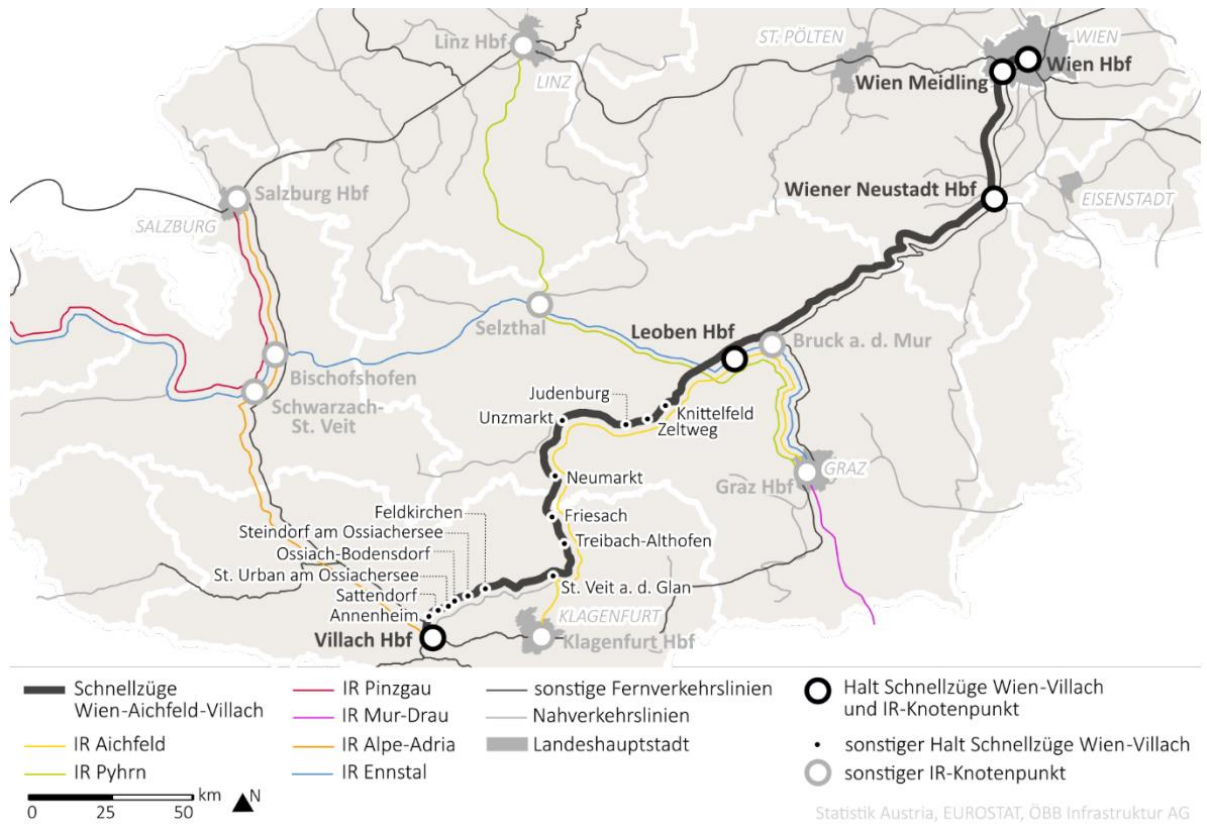 Linz Hbf
LINZ
ST. PÖLTEN
WIEN
Wien Hbf
Wien Meidling
Salzburg Hbf
SALZBURG
Wiener Neustadt Hbf
EISENSTADT
Selzthal
Leoben Hbf
Bruck a. d. Mur
Bischofshofen
Schwarzach-
St. Veit
Judenburg
Unzmarkt
Knittelfeld
Zeltweg
Neumarkt
GRAZ
Graz Hbf
Feldkirchen
Friesach
Steindorf am Ossiachersee
Ossiach-Bodensdorf
Treibach-Althofen
St. Urban am Ossiachersee
St. Veit a. d. Glan
Sattendorf
Annenheim
KLAGENFURT
Villach Hbf
Klagenfurt Hbf
Schnellzüge
Wien-Aichfeld-Villach
IR Aichfeld
IR Pyhrn
IR Pinzgau
IR Mur-Drau
IR Alpe-Adria
IR Ennstal
sonstige Fernverkehrslinien
Nahverkehrslinien
Landeshauptstadt
Halt Schnellzüge Wien-Villach
und IR-Knotenpunkt
sonstiger Halt Schnellzüge Wien-Villach
sonstiger IR-Knotenpunkt
km
N
0 25 50
Statistik Austria, EUROSTAT, ÖBB Infrastruktur AG